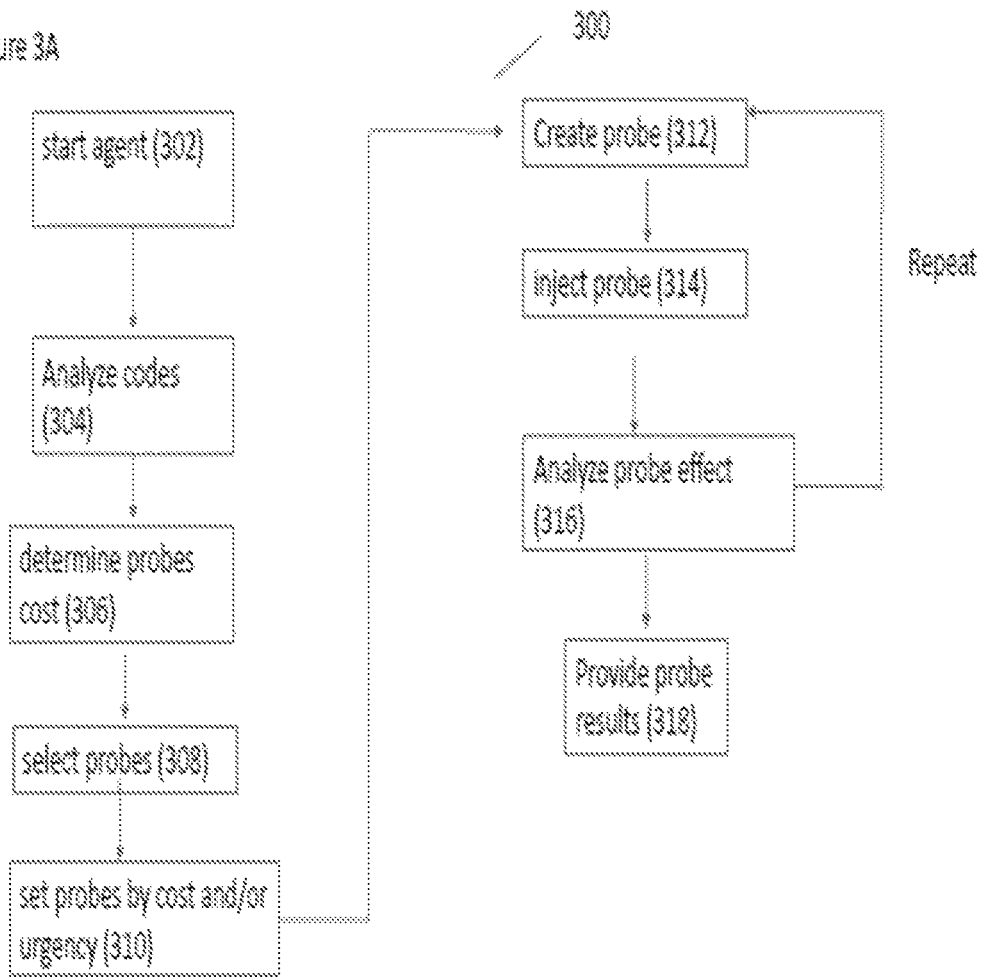 ure 3A
300
start agent (302)
Analyze codes
(304)
determine probes
cost (306)
select probes (308)
set probes by cost and/or
urgency (310)
Create probe (312)
inject probe (314)
Analyze probe effect
(316)
Provide probe
results (318)
Repeat